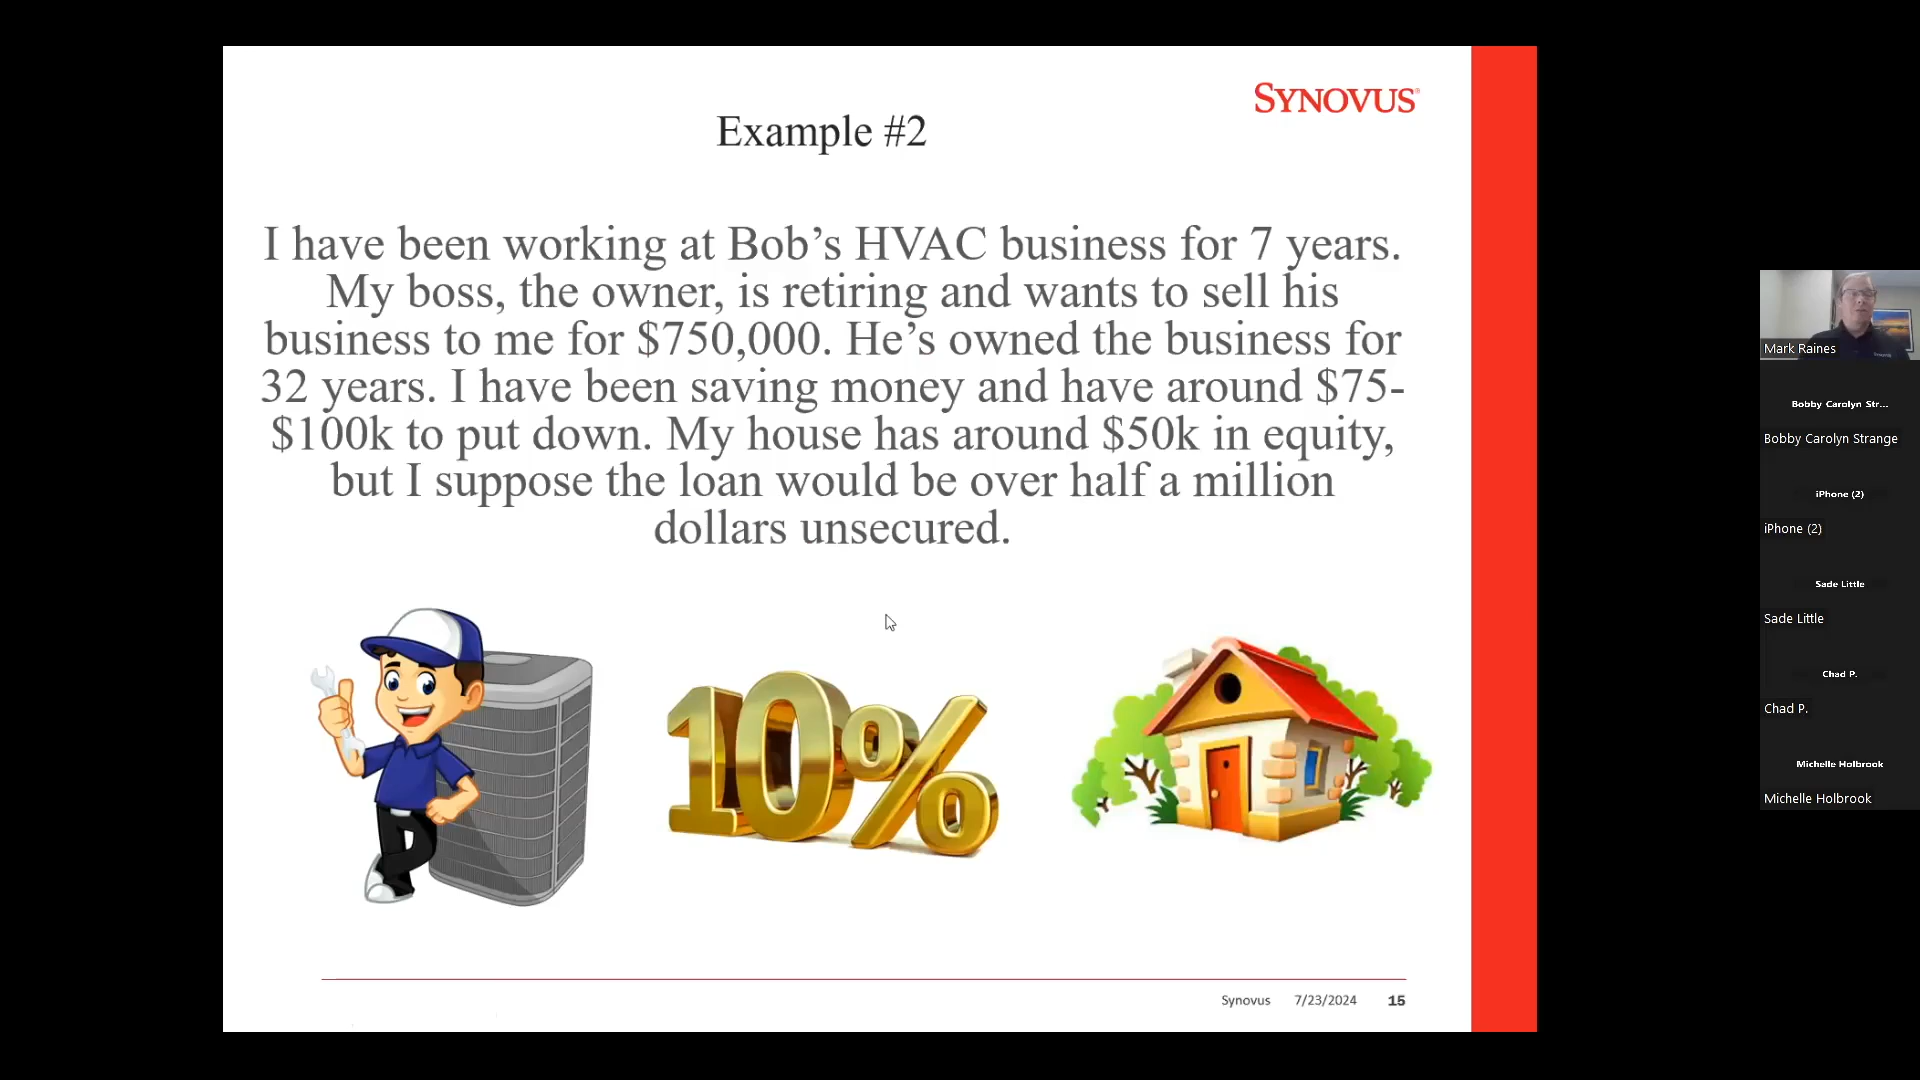 SYNOVUS
Example #2
I have been working at Bob’s HVAC business for 7 years.
My boss, the owner, is retiring and wants to sell his
business to me for $750,000. He’s owned the business for
32 years. I have been saving money and have around $75-
$100k to put down. My house has around $50k in equity,
but I suppose the loan would be over half a million
dollars unsecured.
10%
Synovus 7/23/2024 15
Mark Raines
Bobby Carolyn Str...
Bobby Carolyn Strange
iPhone (2)
iPhone (2)
Sade Little
Sade Little
Chad P.
Chad P.
Michelle Holbrook
Michelle Holbrook